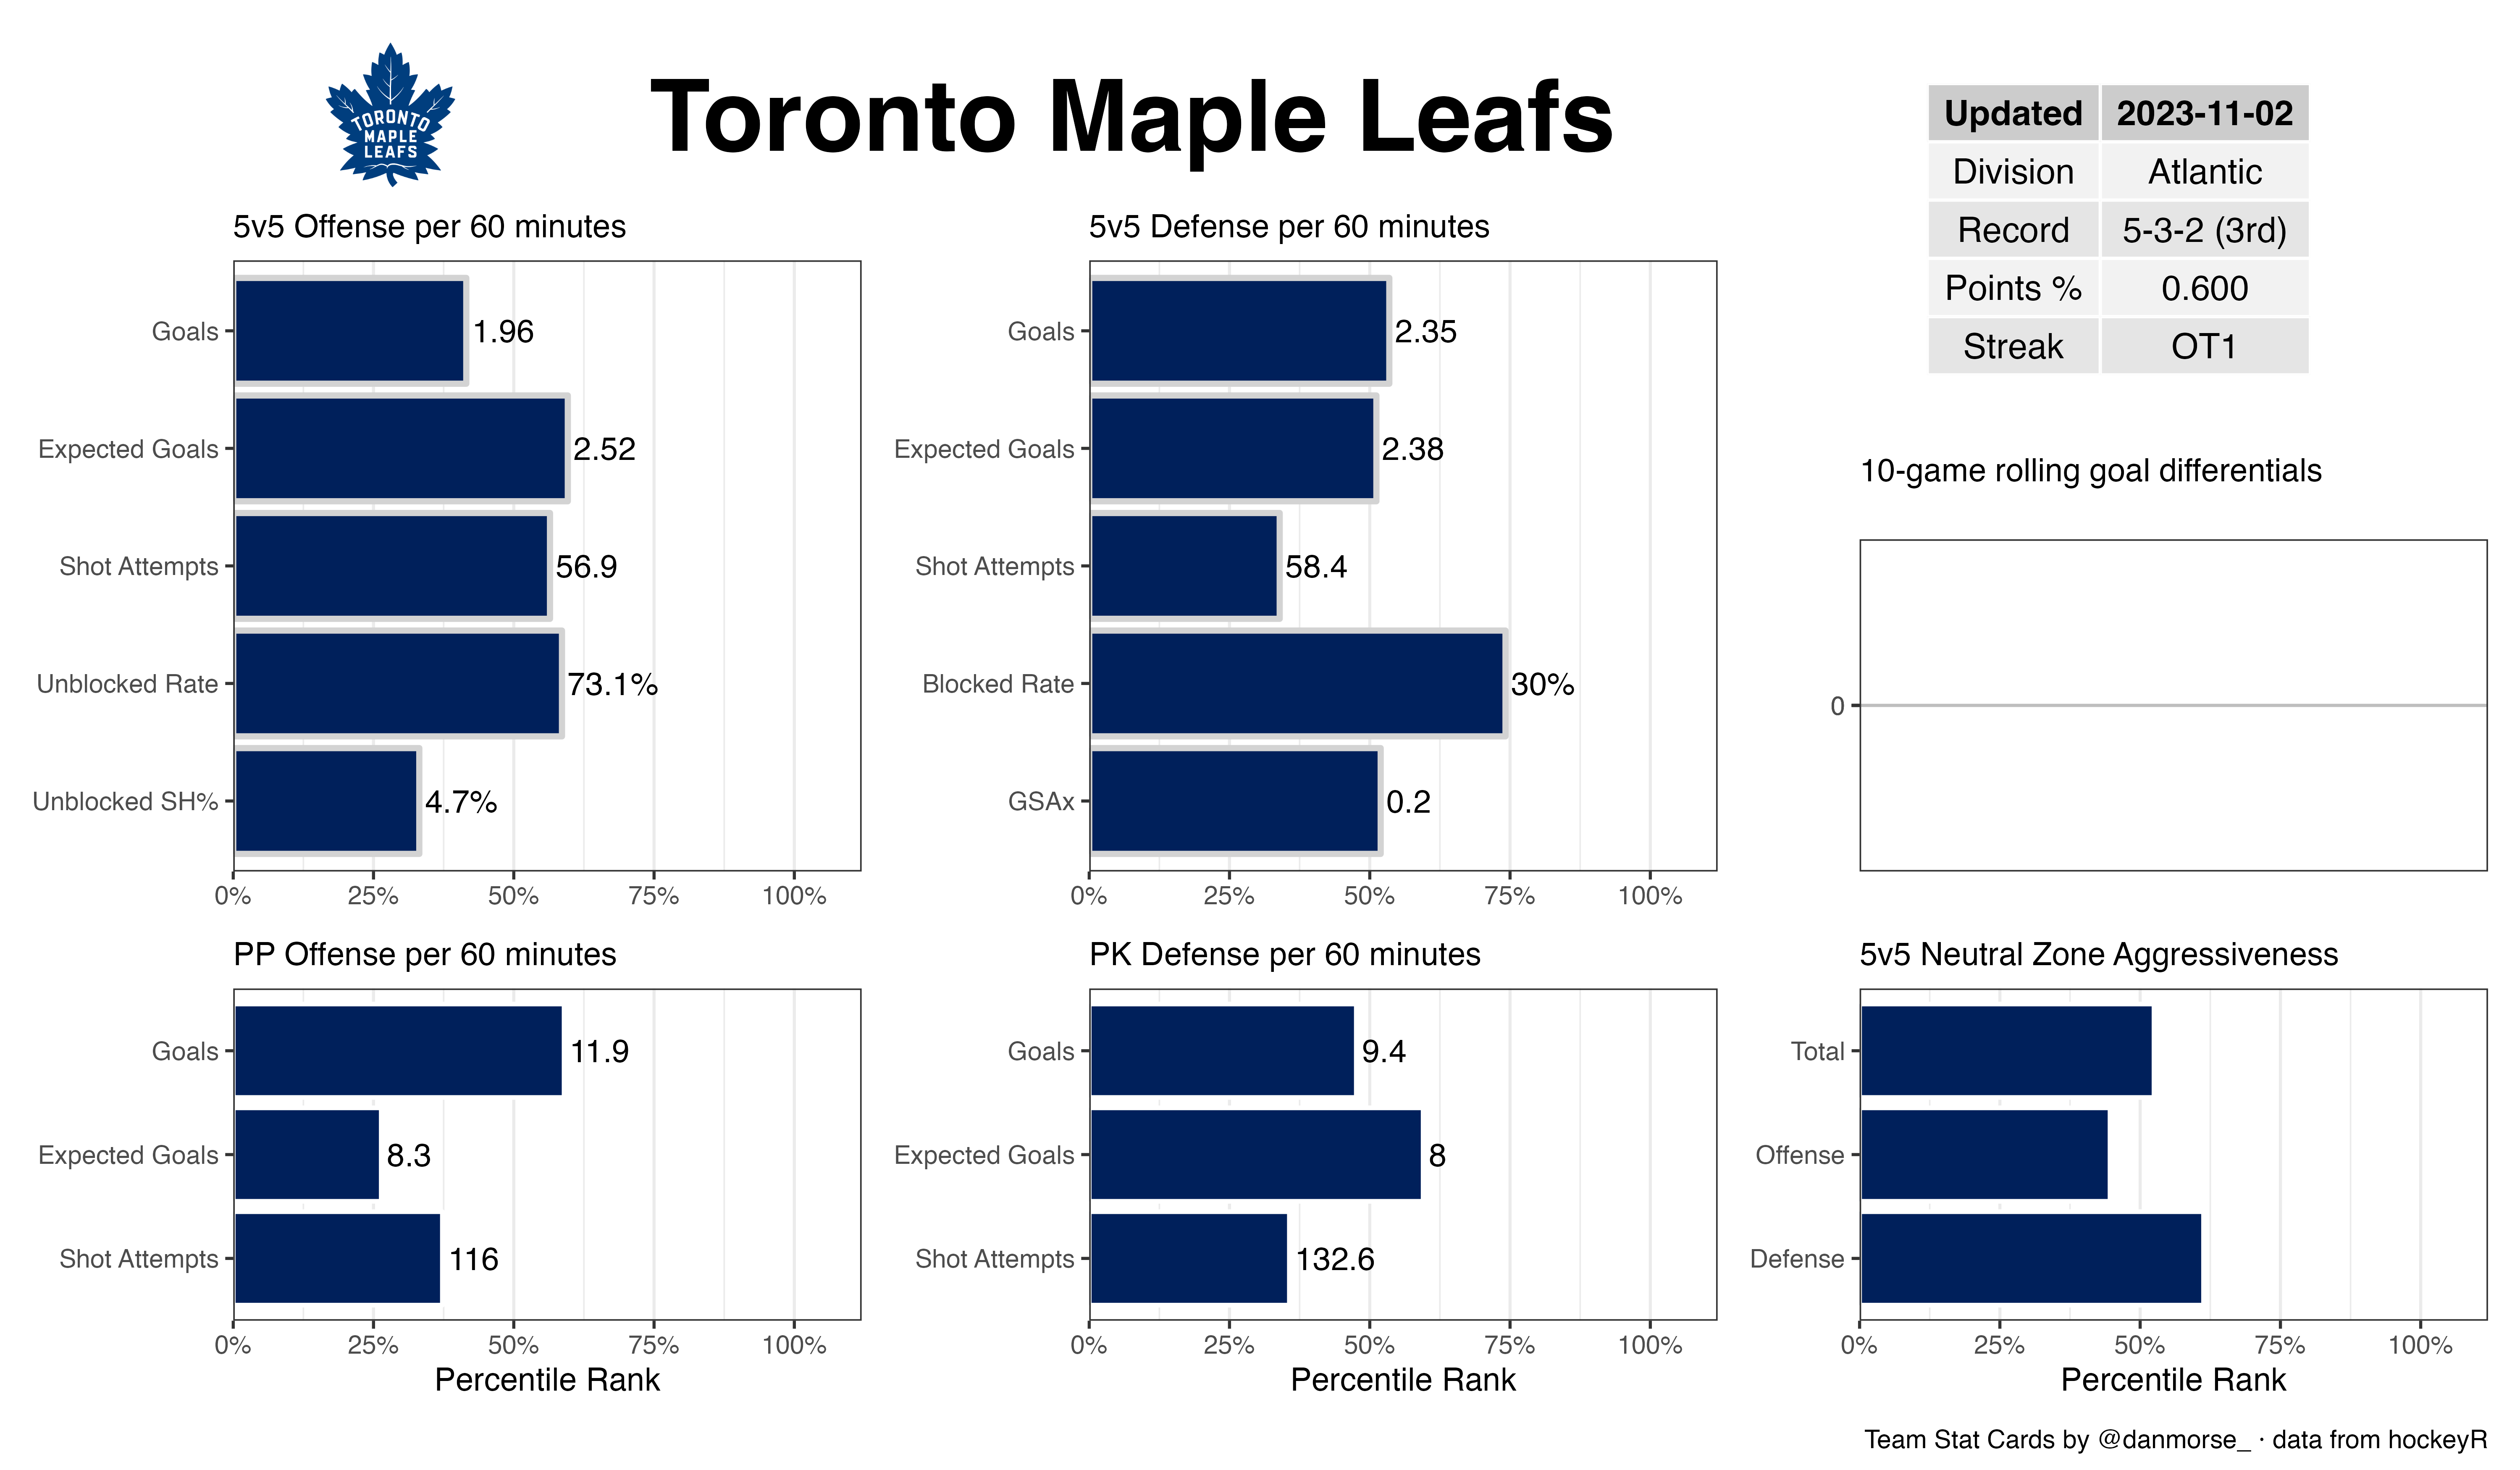 TORONTO
MAPLE
LEAFS
Toronto Maple Leafs
Updated 2023-11-02
Division Atlantic
Record 5-3-2 (3rd)
Points % 0.600
Streak OT1
5v5 Offense per 60 minutes
Goals 1.96
Expected Goals 2.52
Shot Attempts 56.9
Unblocked Rate 73.1%
Unblocked SH% 4.7%
0% 25% 50% 75% 100%
5v5 Defense per 60 minutes
Goals 2.35
Expected Goals 2.38
Shot Attempts 58.4
Blocked Rate 30%
GSAx 0.2
0% 25% 50% 75% 100%
10-game rolling goal differentials
0
PP Offense per 60 minutes
Goals 11.9
Expected Goals 8.3
Shot Attempts 116
0% 25% 50% 75% 100%
Percentile Rank
PK Defense per 60 minutes
Goals 9.4
Expected Goals 8
Shot Attempts 132.6
0% 25% 50% 75% 100%
Percentile Rank
5v5 Neutral Zone Aggressiveness
Total
Offense
Defense
0% 25% 50% 75% 100%
Percentile Rank
Team Stat Cards by @danmorse_ · data from hockeyR